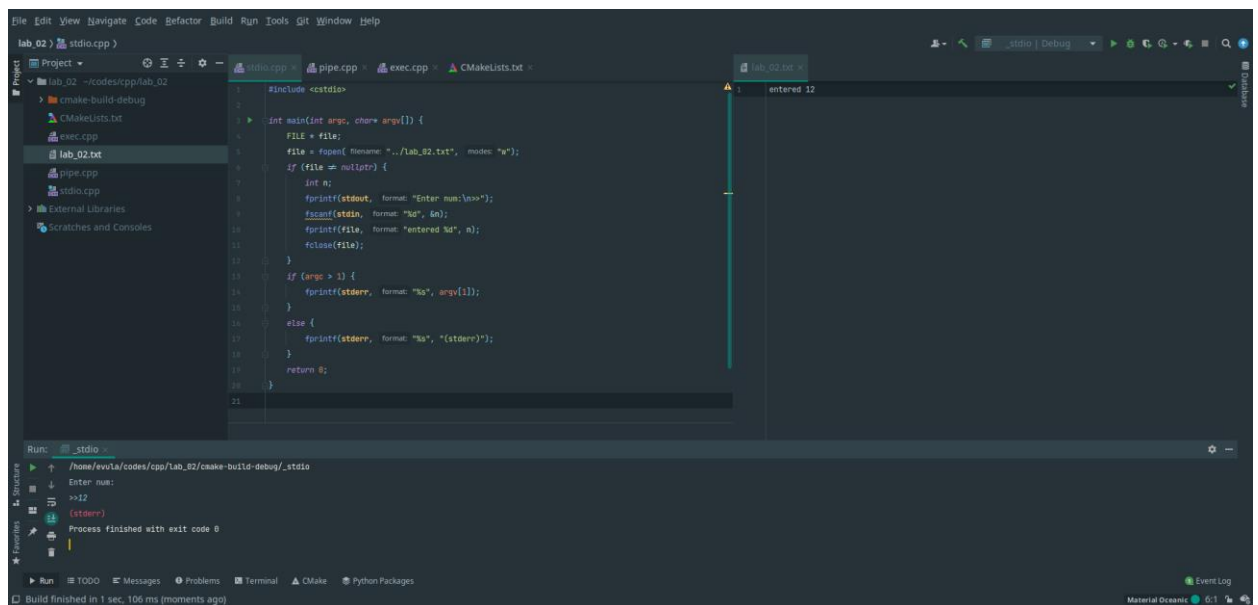 File Edit View Navigate Code Refactor Build Run Tools Git Window Help
lab_02 stdio.cpp
_stdio | Debug
Project
stdio.cpp pipe.cpp exec.cpp CMakeLists.txt
lab_02.txt
Project
lab_02 ~/codes/cpp/lab_02
cmake-build-debug
CMakeLists.txt
exec.cpp
lab_02.txt
pipe.cpp
stdio.cpp
External Libraries
Scratches and Consoles
1 #include <cstdio>
2
3 int main(int argc, char* argv[]) {
4 FILE * file;
5 file = fopen( filename: "../lab_02.txt", modes: "w");
6 if (file ≠ nullptr) {
7 int n;
8 fprintf(stdout, format: "Enter num:\n>>");
9 fscanf(stdin, format: "%d", &n);
10 fprintf(file, format: "entered %d", n);
11 fclose(file);
12 }
13 if (argc > 1) {
14 fprintf(stderr, format: "%s", argv[1]);
15 }
16 else {
17 fprintf(stderr, format: "%s", "(stderr)");
18 }
19 return 0;
20 }
21
1 entered 12
Database
Run: _stdio
/home/evula/codes/cpp/lab_02/cmake-build-debug/_stdio
Enter num:
>>12
(stderr)
Process finished with exit code 0
Structure
Favorites
Run TODO Messages Problems Terminal CMake Python Packages
Event Log
Build finished in 1 sec, 106 ms (moments ago)
Material Oceanic 6:1